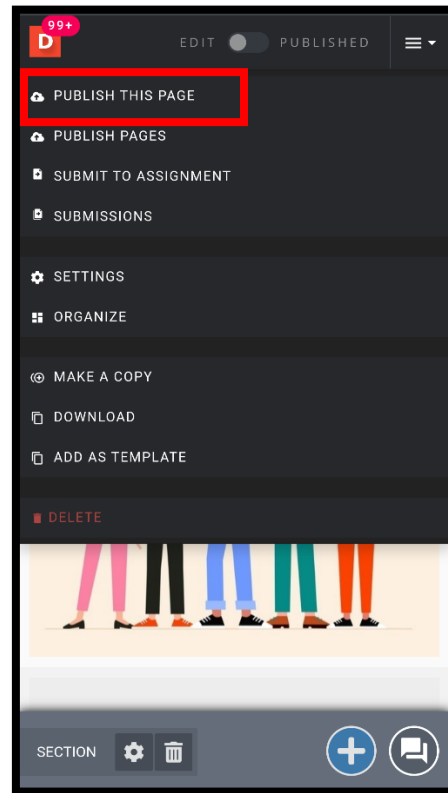 99+
D
EDIT PUBLISHED
PUBLISH THIS PAGE
PUBLISH PAGES
SUBMIT TO ASSIGNMENT
SUBMISSIONS
SETTINGS
ORGANIZE
MAKE A COPY
DOWNLOAD
ADD AS TEMPLATE
DELETE
SECTION